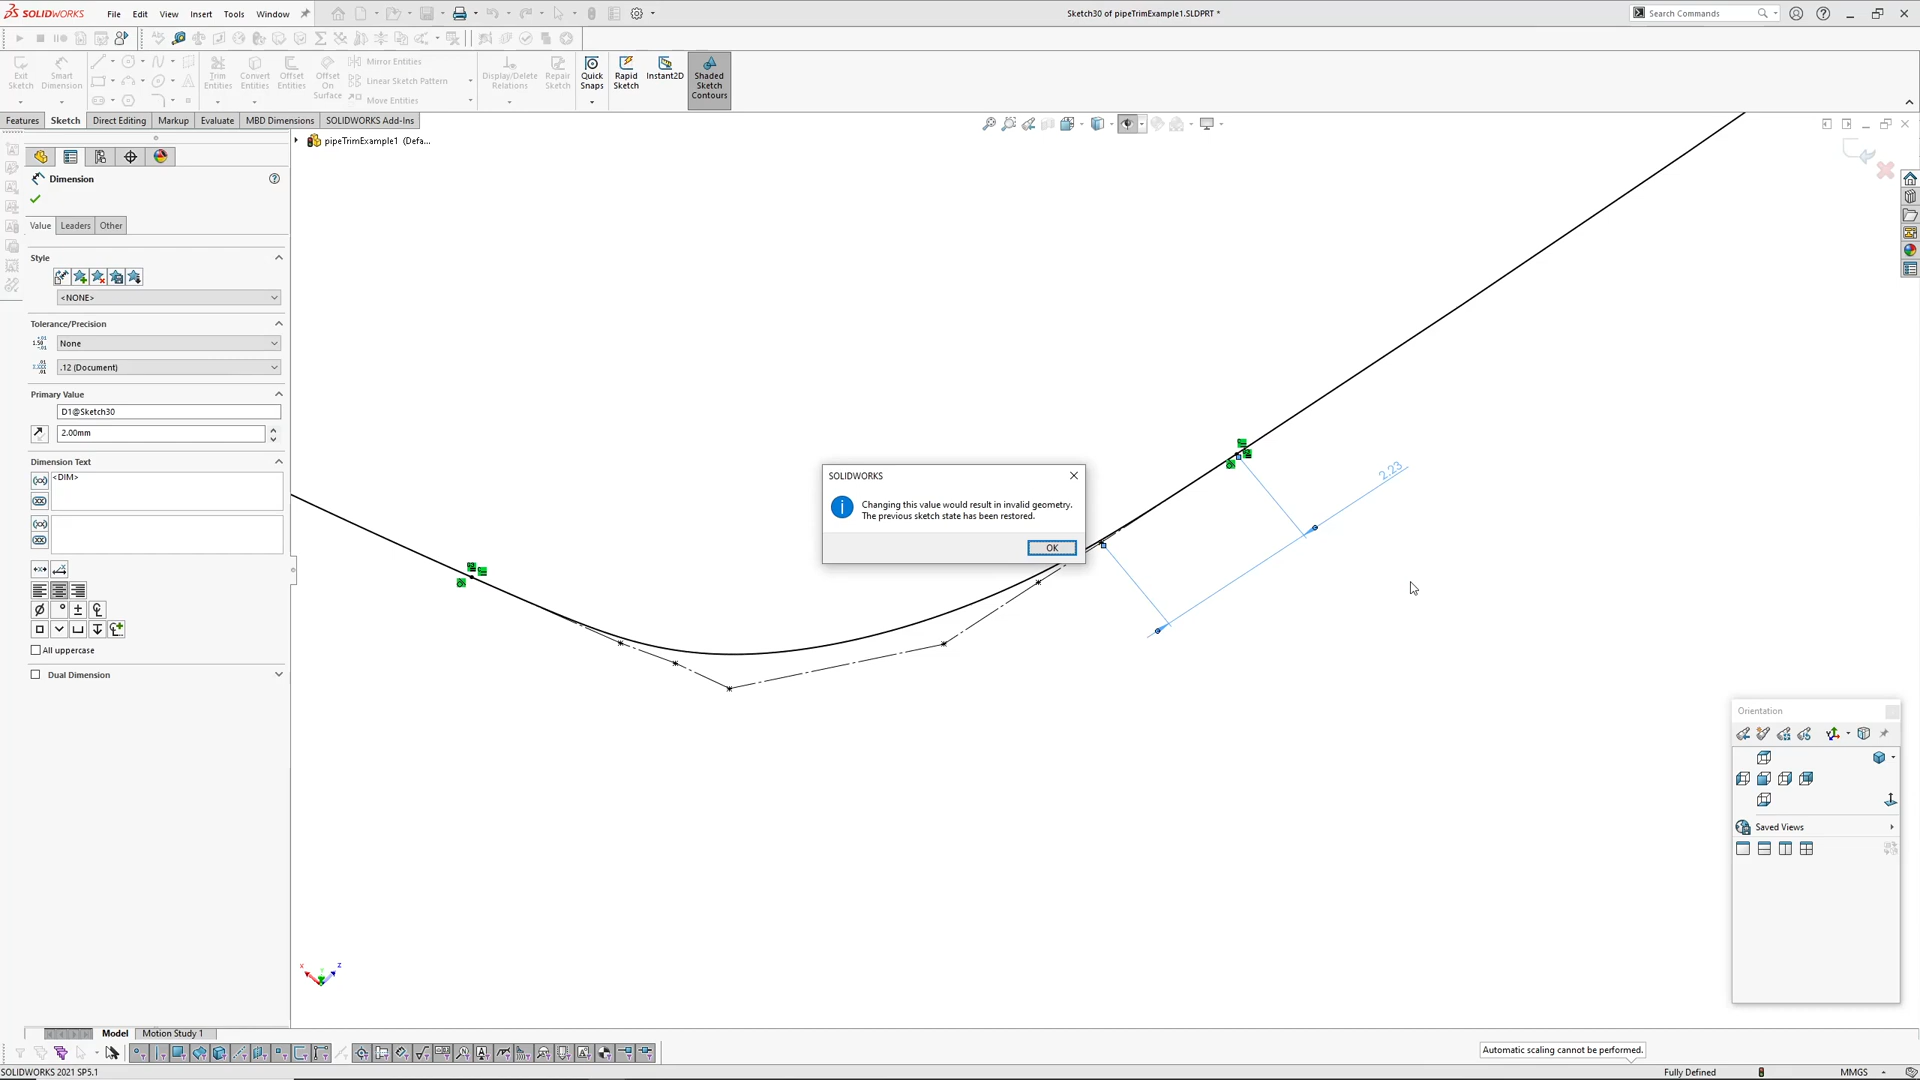 SOLIDWORKS File Edit View Insert Tools Window Sketch30 of pipeTrimExample1.SLDPRT * Search Commands
Exit Sketch
Smart Dimension
Trim Entities
Convert Entities
Offset Entities
Offset On Surface
Mirror Entities
Linear Sketch Pattern
Move Entities
Display/Delete Relations
Repair Sketch
Quick Snaps
Rapid Sketch
Instant2D
Shaded Sketch Contours
Features Sketch Direct Editing Markup Evaluate MBD Dimensions SOLIDWORKS Add-Ins
pipeTrimExample1 (Defa...
Dimension
Value Leaders Other
Style
<NONE>
Tolerance/Precision
None
.12 (Document)
Primary Value
D1@Sketch30
2.00mm
Dimension Text
<DIM>
All uppercase
Dual Dimension
2.23
SOLIDWORKS
Changing this value would result in invalid geometry.
The previous sketch state has been restored.
OK
Orientation
Saved Views
x
z
Model Motion Study 1
Automatic scaling cannot be performed.
SOLIDWORKS 2021 SP5.1 Fully Defined MMGS